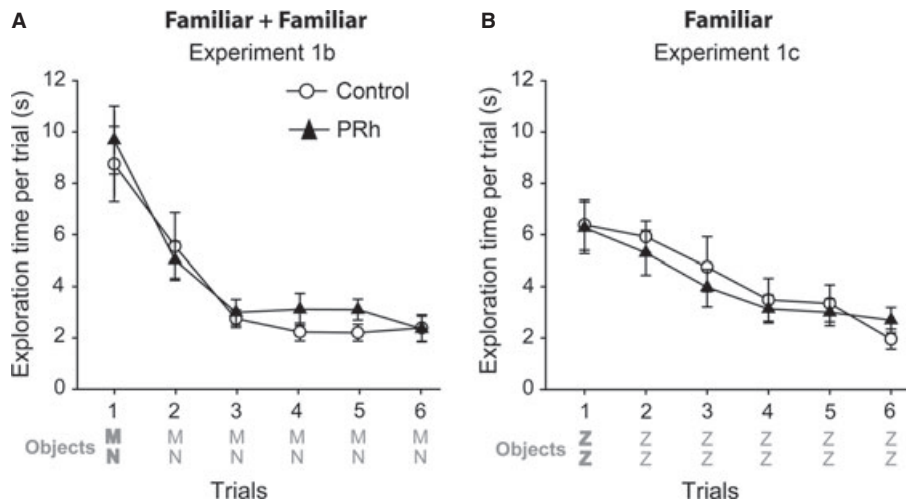 A
Familiar + Familiar
Experiment 1b
Exploration time per trial (s)
12
10
8
6
4
2
0
Control
PRh
1 2 3 4 5 6
Objects
M M M M M M
N N N N N N
Trials
B
Familiar
Experiment 1c
Exploration time per trial (s)
12
10
8
6
4
2
0
1 2 3 4 5 6
Objects
Z Z Z Z Z Z
Z Z Z Z Z Z
Trials